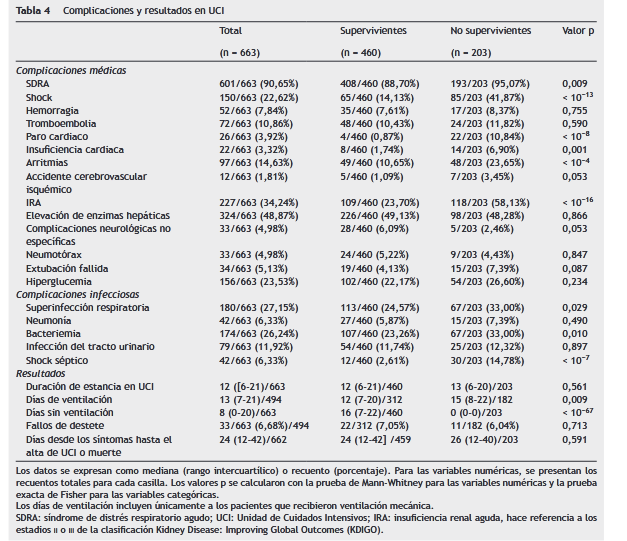 Tabla 4 Complicaciones y resultados en UCI
Total Supervivientes No supervivientes Valor p
(n = 663) (n = 460) (n = 203)
Complicaciones médicas
SDRA 601/663 (90,65%) 408/460 (88,70%) 193/203 (95,07%) 0,009
Shock 150/663 (22,62%) 65/460 (14,13%) 85/203 (41,87%) < 10⁻¹³
Hemorragia 52/663 (7,84%) 35/460 (7,61%) 17/203 (8,37%) 0,755
Tromboembolia 72/663 (10,86%) 48/460 (10,43%) 24/203 (11,82%) 0,590
Paro cardiaco 26/663 (3,92%) 4/460 (0,87%) 22/203 (10,84%) < 10⁻⁸
Insuficiencia cardiaca 22/663 (3,32%) 8/460 (1,74%) 14/203 (6,90%) 0,001
Arritmias 97/663 (14,63%) 49/460 (10,65%) 48/203 (23,65%) < 10⁻⁴
Accidente cerebrovascular 12/663 (1,81%) 5/460 (1,09%) 7/203 (3,45%) 0,053
isquémico
IRA 227/663 (34,24%) 109/460 (23,70%) 118/203 (58,13%) < 10⁻¹⁶
Elevación de enzimas hepáticas 324/663 (48,87%) 226/460 (49,13%) 98/203 (48,28%) 0,866
Complicaciones neurológicas no 33/663 (4,98%) 28/460 (6,09%) 5/203 (2,46%) 0,053
específicas
Neumotórax 33/663 (4,98%) 24/460 (5,22%) 9/203 (4,43%) 0,847
Extubación fallida 34/663 (5,13%) 19/460 (4,13%) 15/203 (7,39%) 0,087
Hiperglucemia 156/663 (23,53%) 102/460 (22,17%) 54/203 (26,60%) 0,234
Complicaciones infecciosas
Superinfección respiratoria 180/663 (27,15%) 113/460 (24,57%) 67/203 (33,00%) 0,029
Neumonía 42/663 (6,33%) 27/460 (5,87%) 15/203 (7,39%) 0,490
Bacteriemia 174/663 (26,24%) 107/460 (23,26%) 67/203 (33,00%) 0,010
Infección del tracto urinario 79/663 (11,92%) 54/460 (11,74%) 25/203 (12,32%) 0,897
Shock séptico 42/663 (6,33%) 12/460 (2,61%) 30/203 (14,78%) < 10⁻⁷
Resultados
Duración de estancia en UCI 12 ([6-21)/663 12 (6-21)/460 13 (6-20)/203 0,561
Días de ventilación 13 (7-21)/494 12 (7-20)/312 15 (8-22)/182 0,009
Días sin ventilación 8 (0-20)/663 16 (7-22)/460 0 (0-0)/203 < 10⁻⁶⁷
Fallos de destete 33/663 (6,68%)/494 22/312 (7,05%) 11/182 (6,04%) 0,713
Días desde los síntomas hasta el 24 (12-42)/662 24 (12-42] /459 26 (12-40)/203 0,591
alta de UCI o muerte
Los datos se expresan como mediana (rango intercuartílico) o recuento (porcentaje). Para las variables numéricas, se presentan los
recuentos totales para cada casilla. Los valores p se calcularon con la prueba de Mann-Whitney para las variables numéricas y la prueba
exacta de Fisher para las variables categóricas.
Los días de ventilación incluyen únicamente a los pacientes que recibieron ventilación mecánica.
SDRA: síndrome de distrés respiratorio agudo; UCI: Unidad de Cuidados Intensivos; IRA: insuficiencia renal aguda, hace referencia a los
estadios II o III de la clasificación Kidney Disease: Improving Global Outcomes (KDIGO).